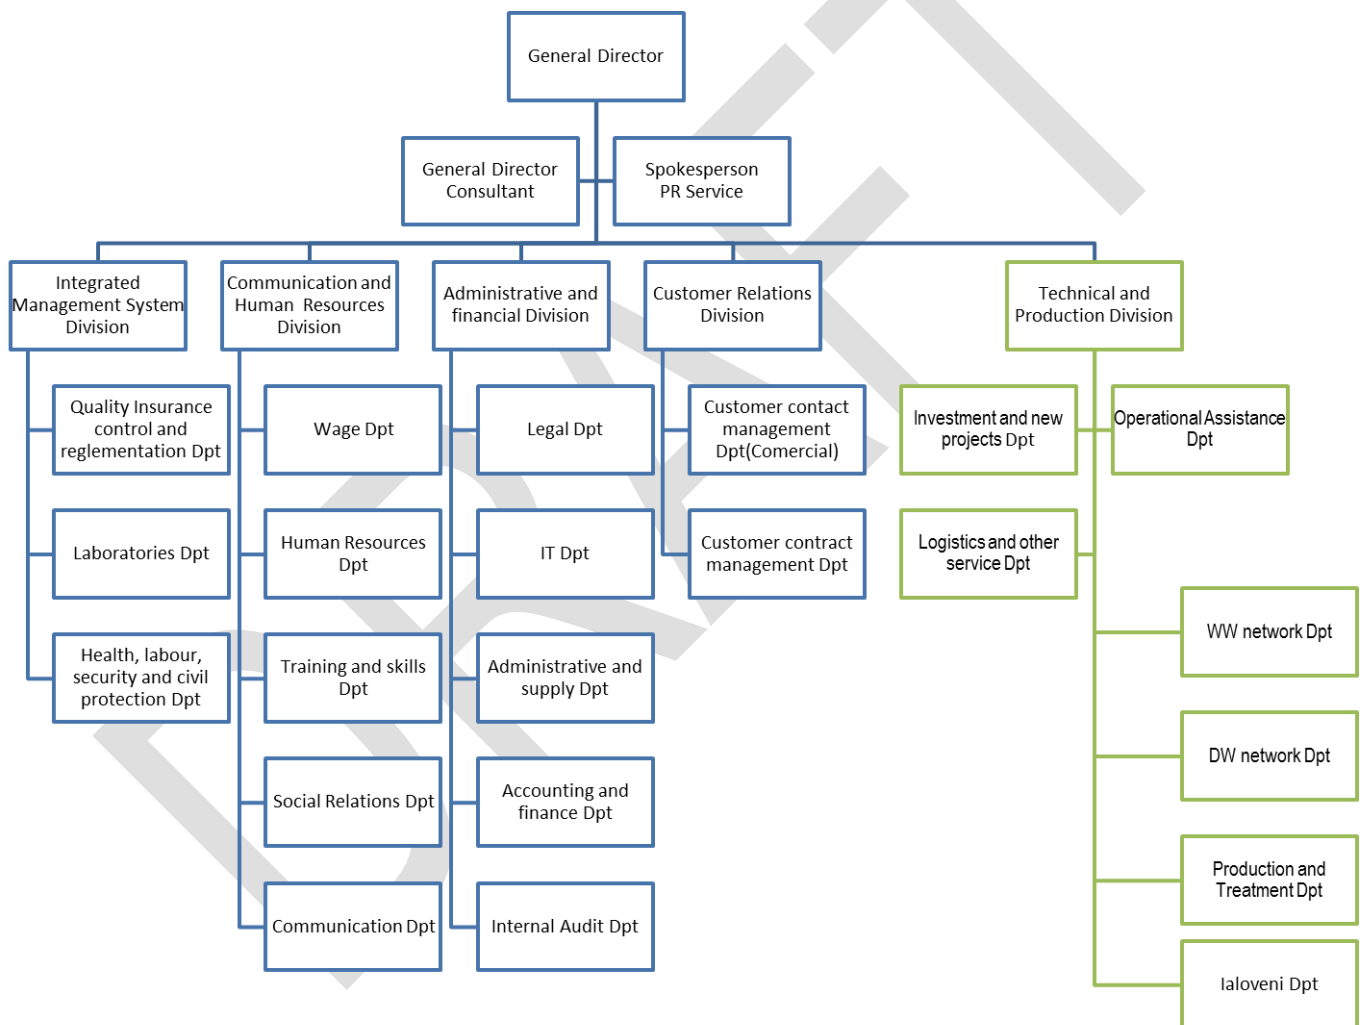 General Director
General Director
Consultant
Spokesperson
PR Service
Integrated
Management System
Division
Communication and
Human Resources
Division
Administrative and
financial Division
Customer Relations
Division
Technical and
Production Division
Quality Insurance
control and
reglementation Dpt
Laboratories Dpt
Health, labour,
security and civil
protection Dpt
Wage Dpt
Human Resources
Dpt
Training and skills
Dpt
Social Relations Dpt
Communication Dpt
Legal Dpt
IT Dpt
Administrative and
supply Dpt
Accounting and
finance Dpt
Internal Audit Dpt
Customer contact
management
Dpt(Comercial)
Customer contract
management Dpt
Investment and new
projects Dpt
Operational Assistance
Dpt
Logistics and other
service Dpt
WW network Dpt
DW network Dpt
Production and
Treatment Dpt
Ialoveni Dpt
DRAFT